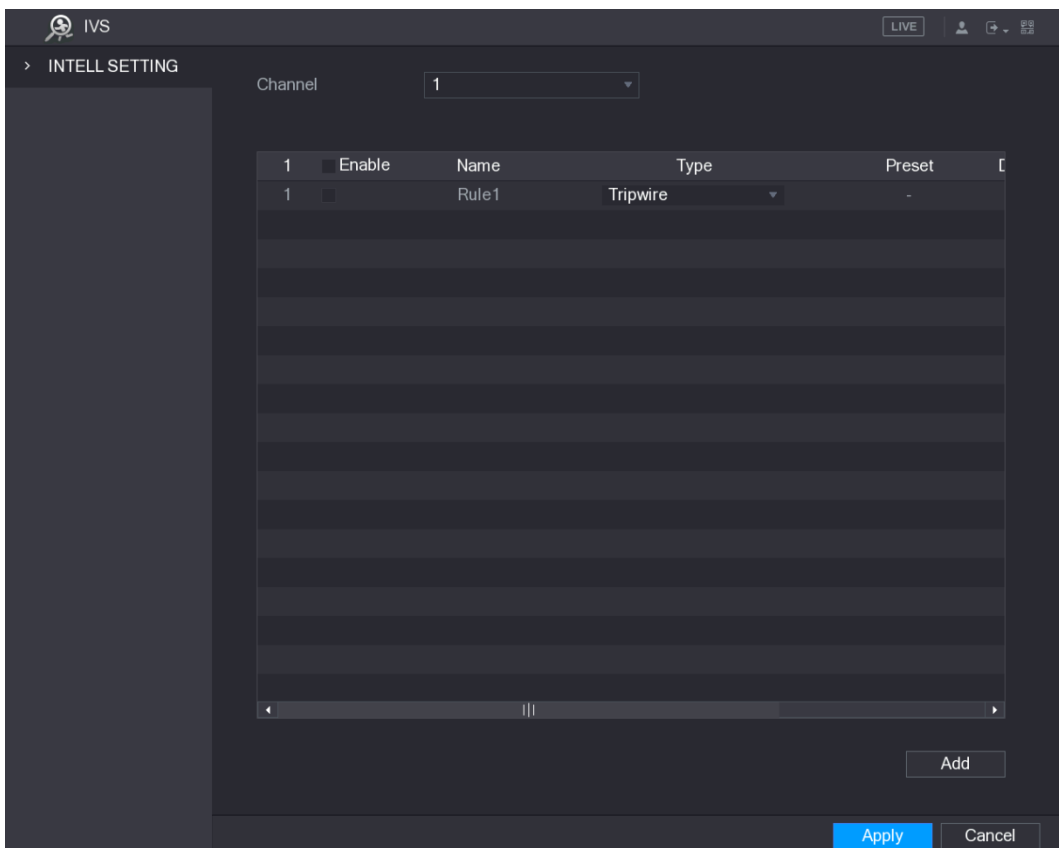 IVS LIVE
INTELL SETTING
Channel 1
1 Enable Name Type Preset
1 Rule1 Tripwire -
Add
Apply Cancel